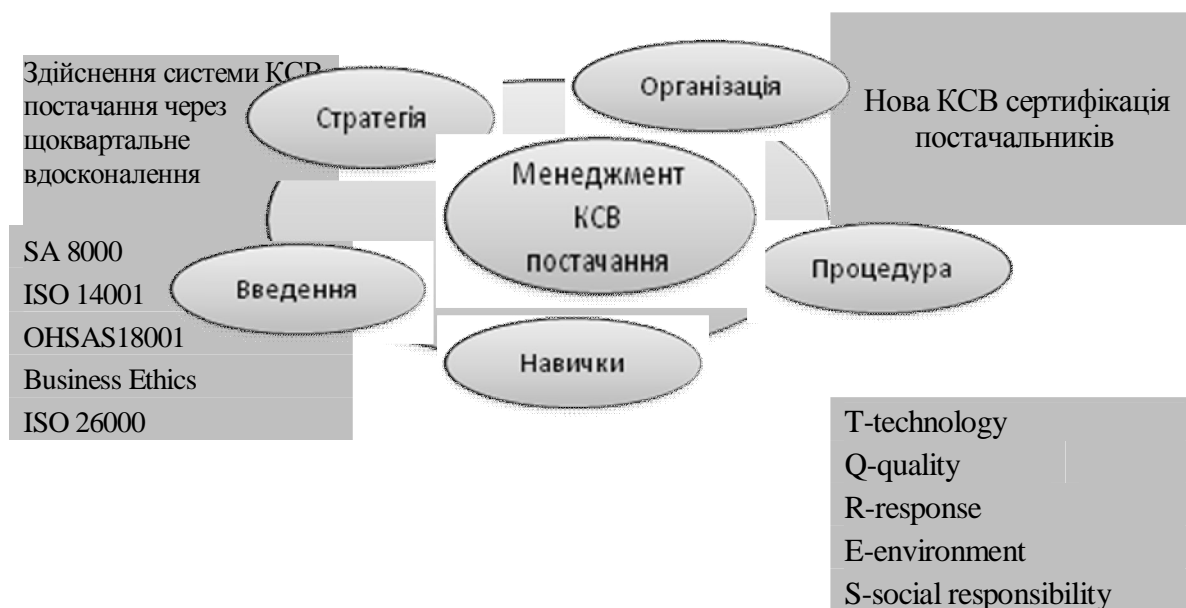 Здійснення системи КСВ
постачання через
щоквартальне
вдосконалення
Стратегія
Організація
Нова КСВ сертифікація
постачальників
Менеджмент
КСВ
постачання
SA 8000
ISO 14001
OHSAS18001
Business Ethics
ISO 26000
Введення
Процедура
Навички
T-technology
Q-quality
R-response
E-environment
S-social responsibility